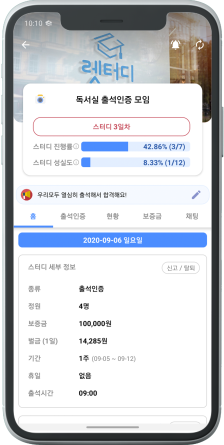 10:10
렛터디
독서실 출석인증 모임
스터디 3일차
스터디 진행률 42.86% (3/7)
스터디 성실도 8.33% (1/12)
우리모두 열심히 출석해서 합격해요!
홈 출석인증 현황 보증금 채팅
2020-09-06 일요일
스터디 세부 정보 신고 / 탈퇴
종류 출석인증
정원 4명
보증금 100,000원
벌금 (1일) 14,285원
기간 1주 (09-05 ~ 09-12)
휴일 없음
출석시간 09:00